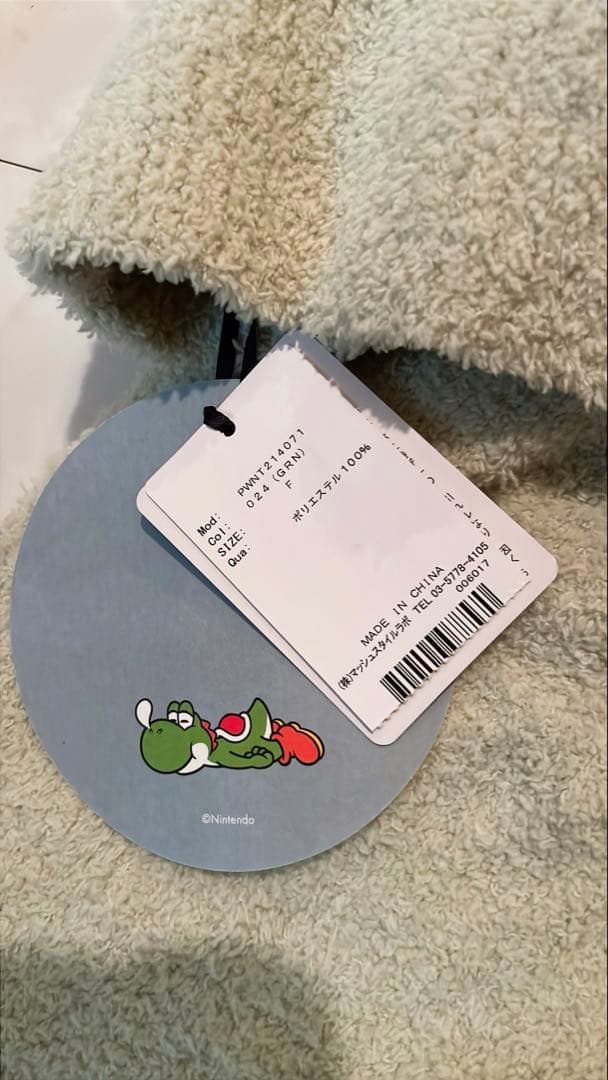 Mod: PWNT214071
Col: 024 (GRN)
SIZE: F
Qua: ポリエステル100%
MADE IN CHINA
(株)マッシュスタイルラボ TEL 03-5778-4105
006017
©Nintendo